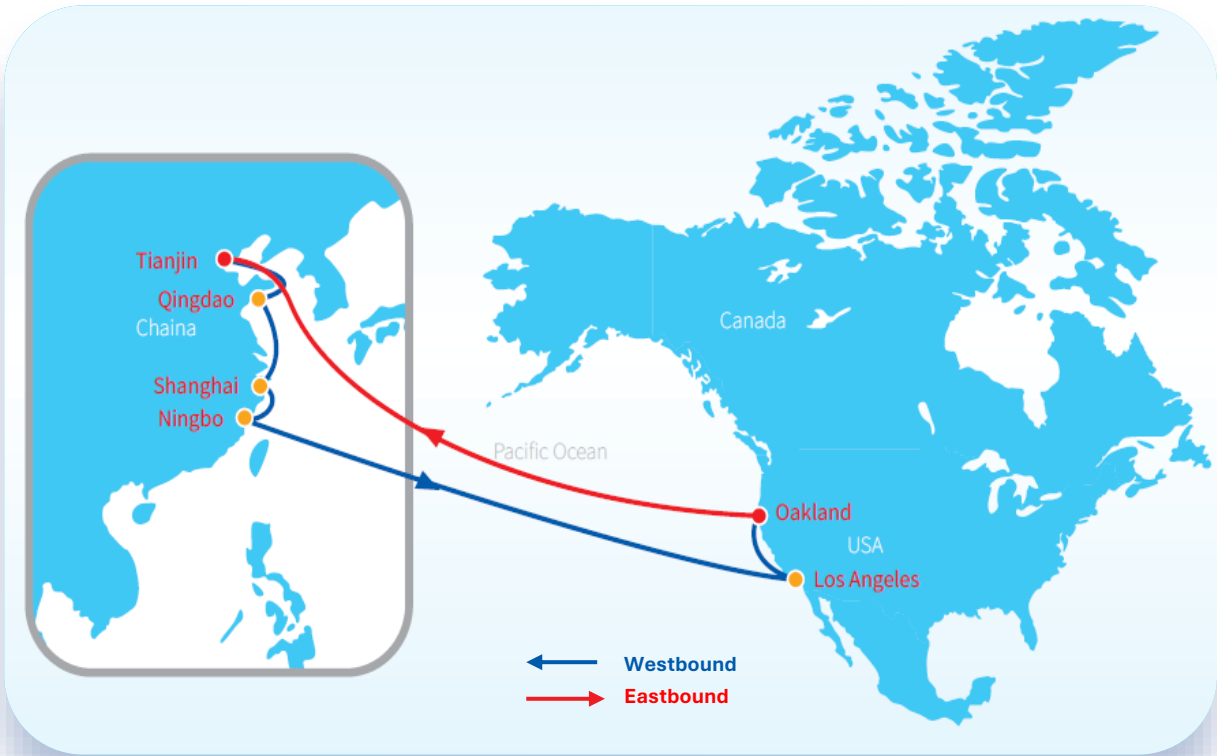 Tianjin
Qingdao
Chaina
Shanghai
Ningbo
Canada
Pacific Ocean
Oakland
USA
Los Angeles
Westbound
Eastbound